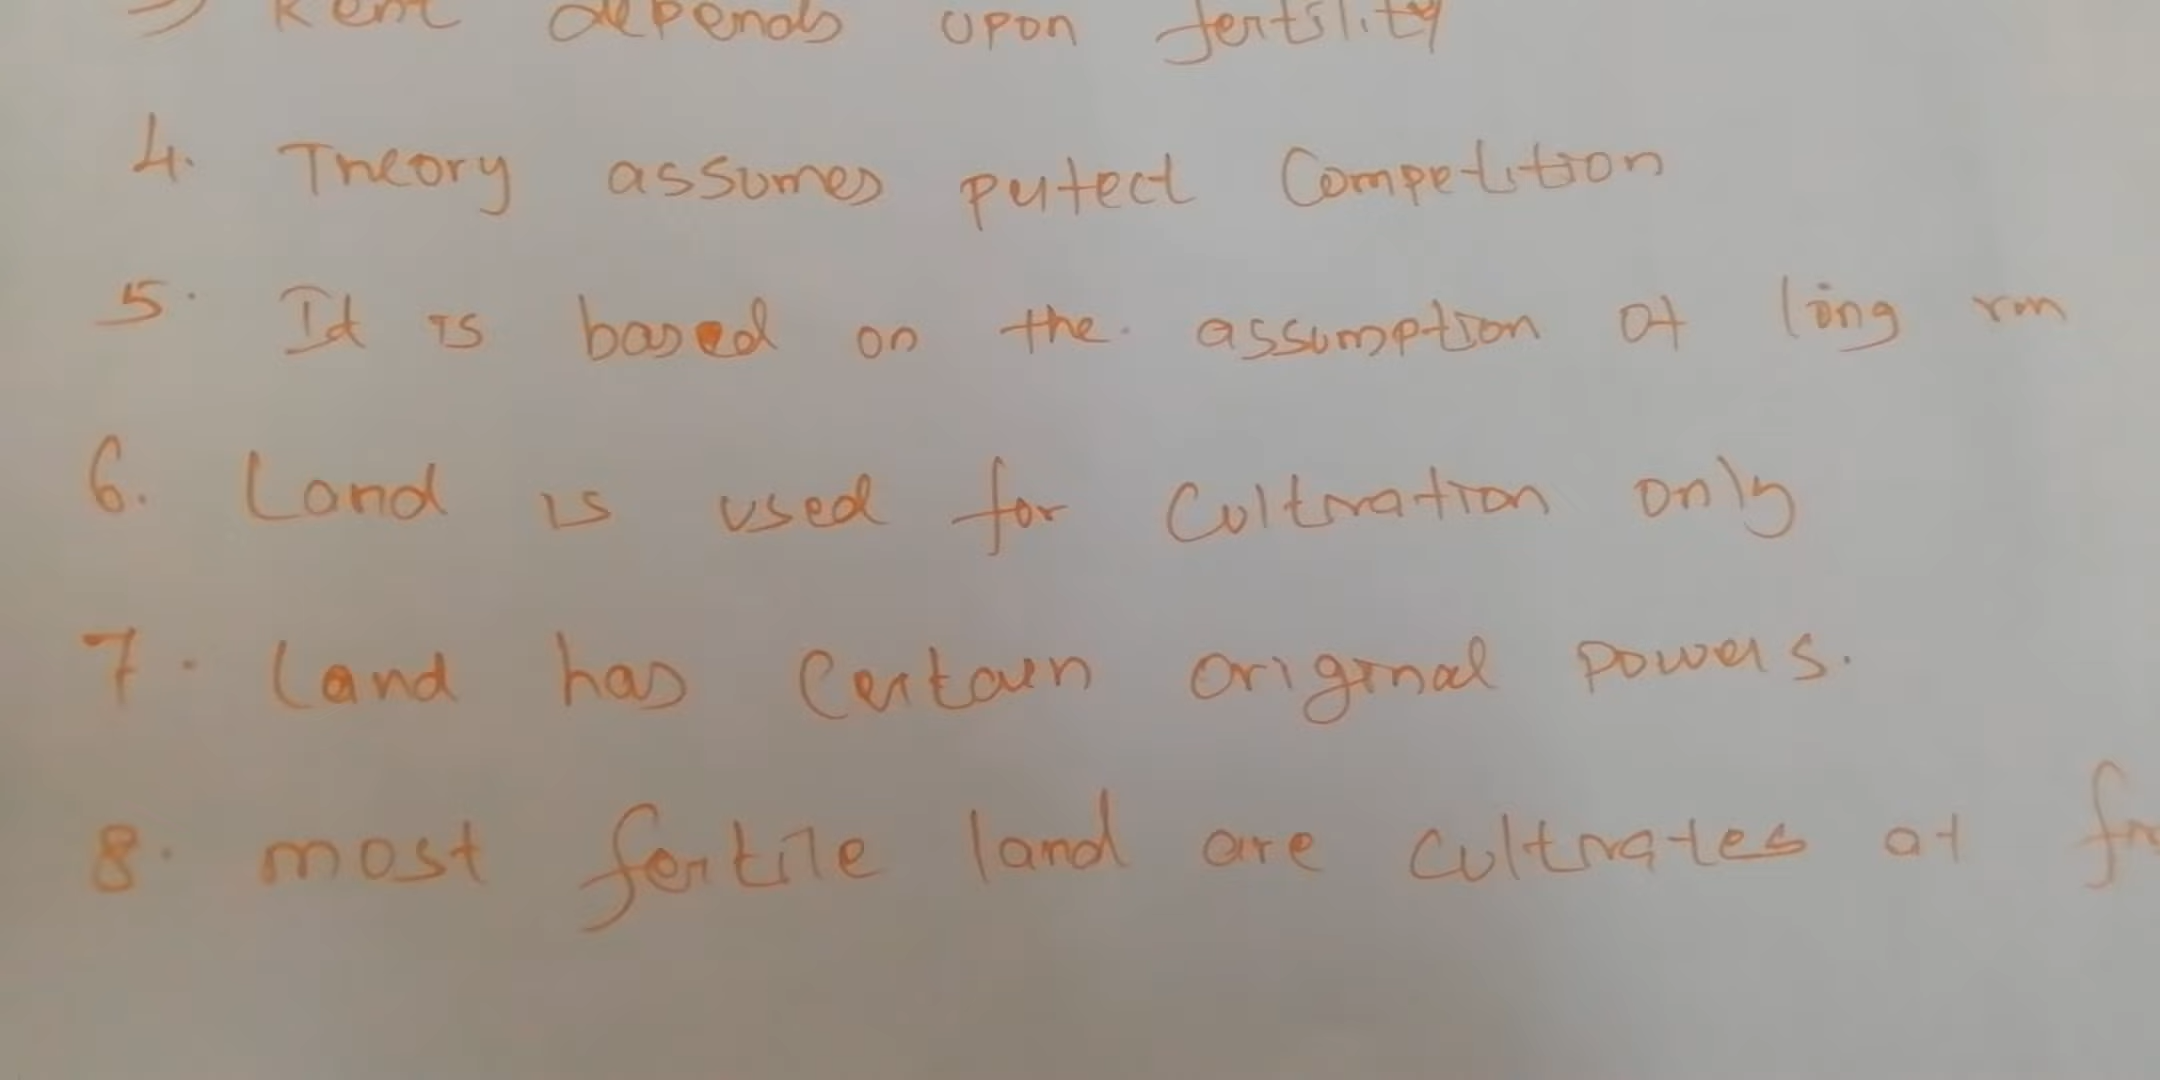 Rent depends upon fertility
4. Theory assumes perfect Competition
5. It is based on the assumption of long run
6. Land is used for Cultivation only
7. Land has Certain original powers.
8. most fertile land are cultivates at